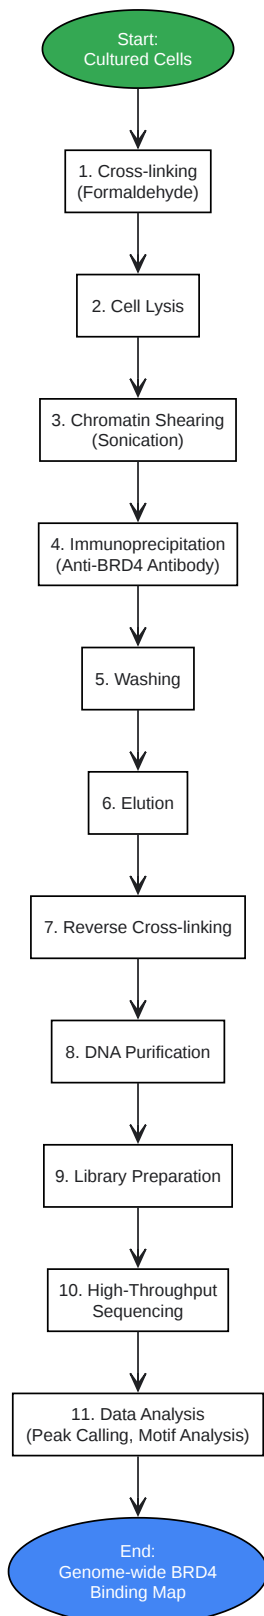 Start:
Cultured Cells
1. Cross-linking
(Formaldehyde)
2. Cell Lysis
3. Chromatin Shearing
(Sonication)
4. Immunoprecipitation
(Anti-BRD4 Antibody)
5. Washing
6. Elution
7. Reverse Cross-linking
8. DNA Purification
9. Library Preparation
10. High-Throughput
Sequencing
11. Data Analysis
(Peak Calling, Motif Analysis)
End:
Genome-wide BRD4
Binding Map